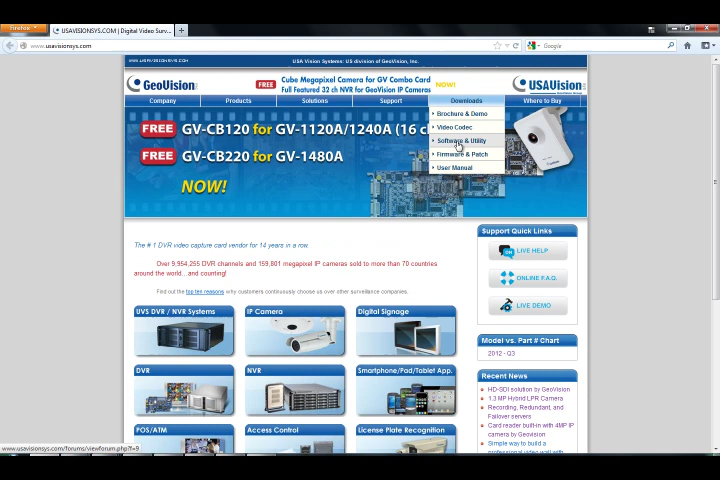 Firefox
USAVISIONSYS.COM | Digital Video Surv...
www.usavisionsys.com
Google
WWW.USAVISIONSYS.COM
USA Vision Systems: US division of GeoVision, Inc.
GeoVision
FREE
Cube Megapixel Camera for GV Combo Card
Full Featured 32 ch NVR for GeoVision IP Cameras
NOW!
USAVision
Company
Products
Solutions
Support
Downloads
Where to Buy
Brochure & Demo
Video Codec
Software & Utility
Firmware & Patch
User Manual
FREE GV-CB120 for GV-1120A/1240A (16 c
FREE GV-CB220 for GV-1480A
NOW!
The # 1 DVR video capture card vendor for 14 years in a row.
Over 9,954,255 DVR channels and 159,801 megapixel IP cameras sold to more than 70 countries
around the world...and counting!
Find out the top ten reasons why customers continuously choose us over other surveillance companies.
UVS DVR / NVR Systems
IP Camera
Digital Signage
DVR
NVR
Smartphone/Pad/Tablet App.
POS/ATM
Access Control
License Plate Recognition
Support Quick Links
ON
LIVE HELP
ONLINE F.A.Q.
LIVE DEMO
Model vs. Part # Chart
2012 - Q3
Recent News
HD-SDI solution by GeoVision
1.3 MP Hybrid LPR Camera
Recording, Redundant, and
Failover servers
Card reader built-in with 4MP IP
camera by Geovision
Simple way to build a
professional video wall
www.usavisionsys.com/forums/viewforum.php?f=9